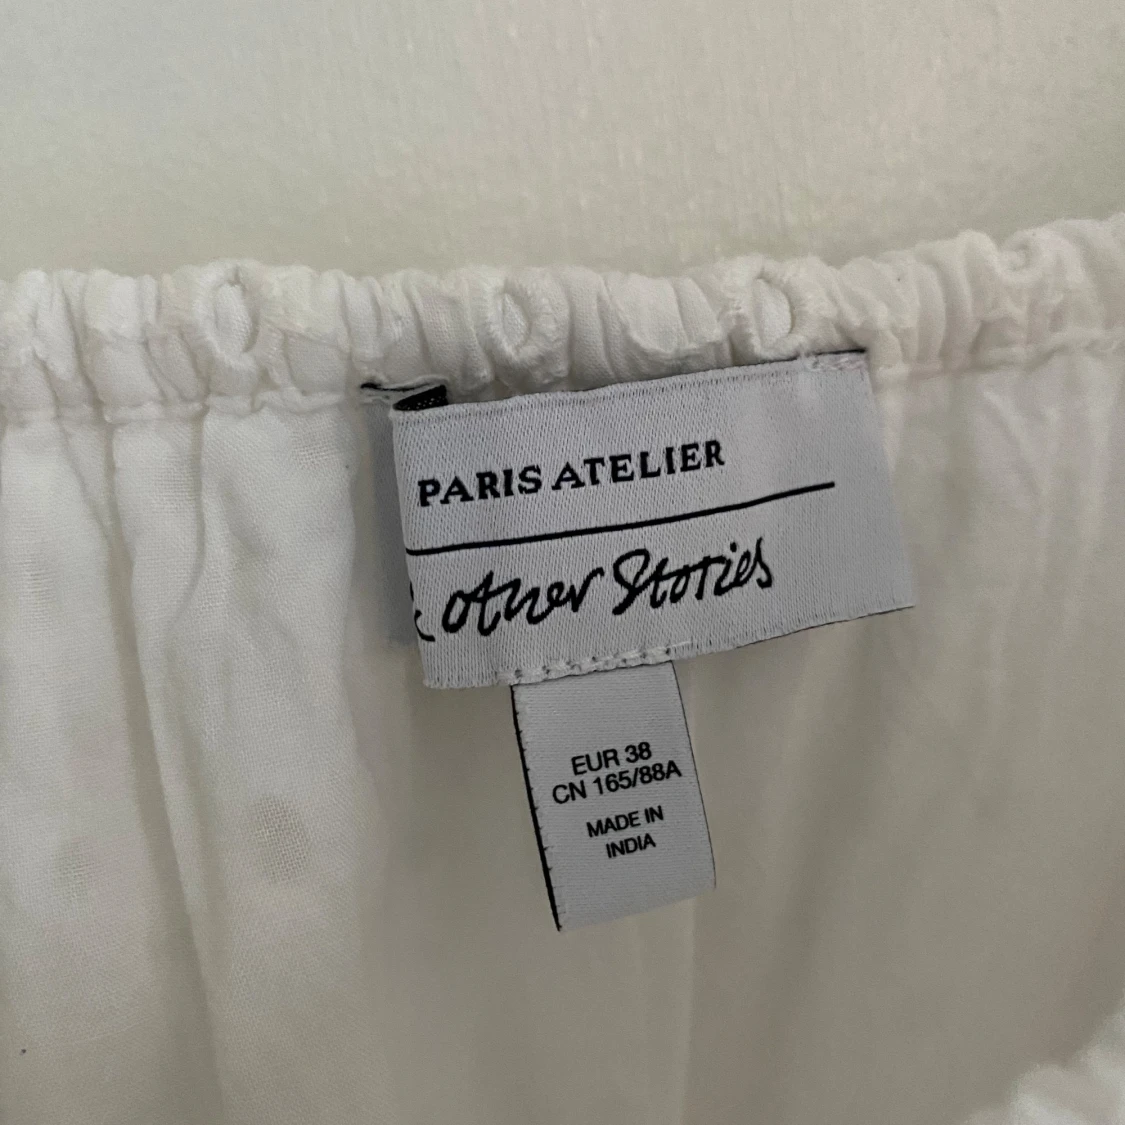 PARIS ATELIER
& other Stories
EUR 38
CN 165/88A
MADE IN
INDIA